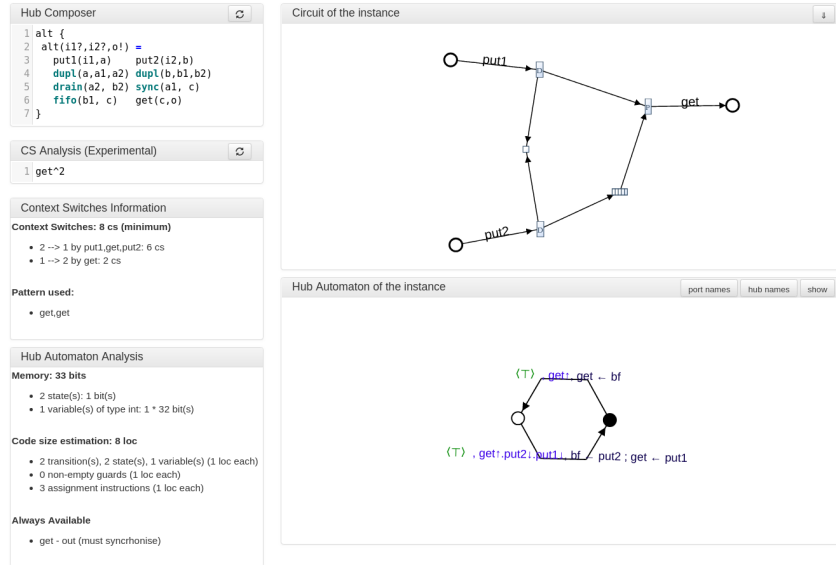 Hub Composer
1 alt {
2 alt(i1?,i2?,o!) =
3 put1(i1,a) put2(i2,b)
4 dupl(a,a1,a2) dupl(b,b1,b2)
5 drain(a2, b2) sync(a1, c)
6 fifo(b1, c) get(c,o)
7 }
CS Analysis (Experimental)
1 get^2
Context Switches Information
Context Switches: 8 cs (minimum)
2 --> 1 by put1,get,put2: 6 cs
1 --> 2 by get: 2 cs
Pattern used:
get,get
Hub Automaton Analysis
Memory: 33 bits
2 state(s): 1 bit(s)
1 variable(s) of type int: 1 * 32 bit(s)
Code size estimation: 8 loc
2 transition(s), 2 state(s), 1 variable(s) (1 loc each)
0 non-empty guards (1 loc each)
3 assignment instructions (1 loc each)
Always Available
get - out (must syncrhonise)
Circuit of the instance
⇓
put1
D
get
put2
D
Hub Automaton of the instance
port names
hub names
show
⟨⊤⟩ , get↑, get ← bf
⟨⊤⟩ , get↑.put2↓.put1↓, bf ← put2 ; get ← put1